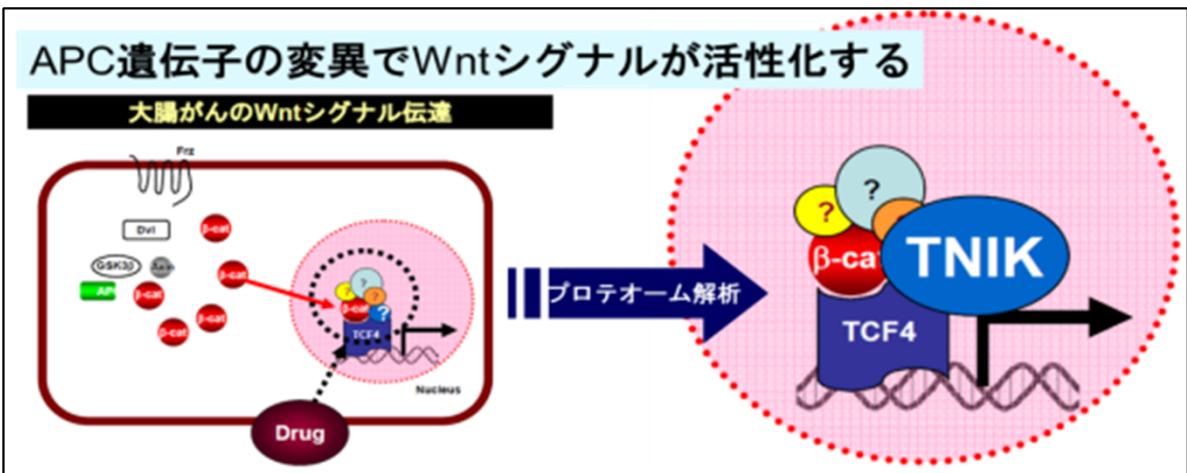 APC遺伝子の変異でWntシグナルが活性化する
大腸がんのWntシグナル伝達
Frz
Dvl
β-cat
GSK3β
Axin
AP
β-cat
β-cat
β-cat
β-cat
?
?
?
β-cat
?
TCF4
Nucleus
Drug
プロテオーム解析
?
?
β-cat
TNIK
TCF4